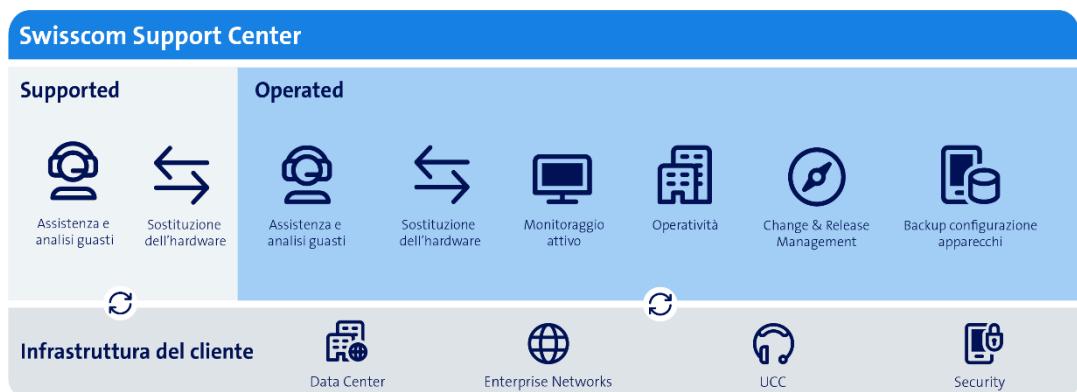 Swisscom Support Center
Supported
Operated
Assistenza e
analisi guasti
Sostituzione
dell'hardware
Assistenza e
analisi guasti
Sostituzione
dell'hardware
Monitoraggio
attivo
Operatività
Change & Release
Management
Backup configurazione
apparecchi
Infrastruttura del cliente
Data Center
Enterprise Networks
UCC
Security